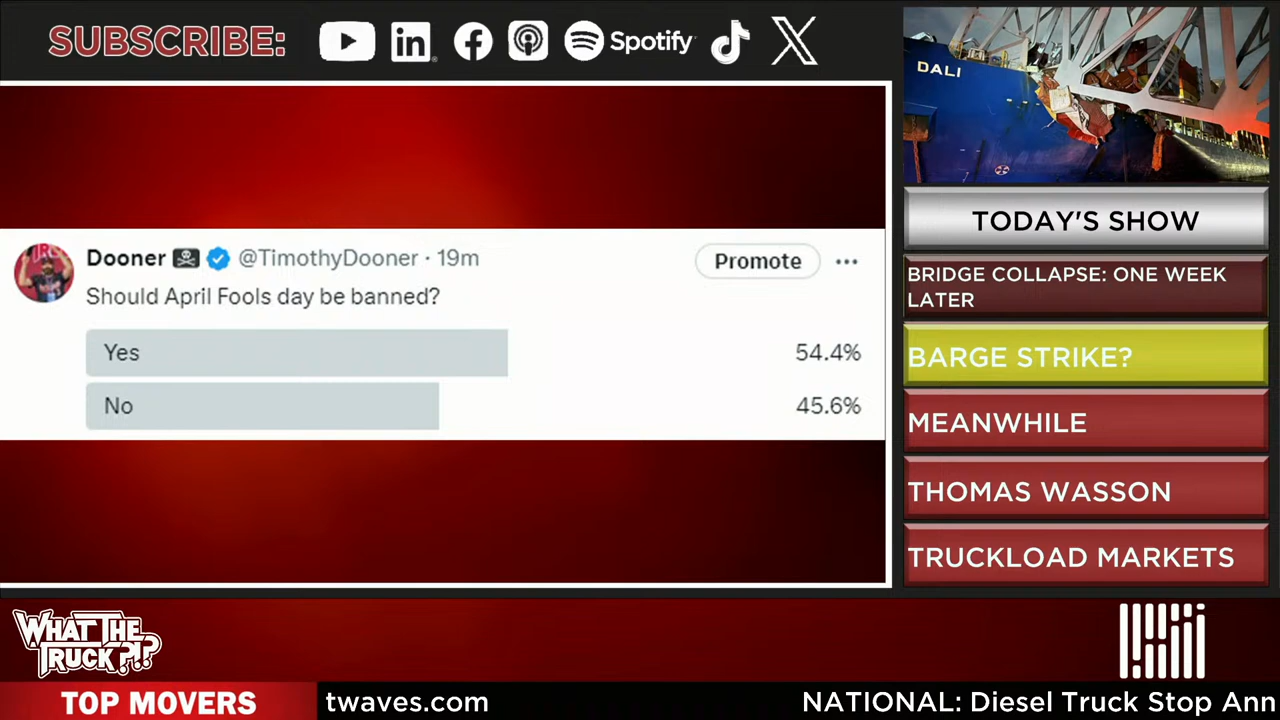 SUBSCRIBE:
in
Spotify
DALI
Dooner @TimothyDooner · 19m
Promote
Should April Fools day be banned?
Yes 54.4%
No 45.6%
TODAY'S SHOW
BRIDGE COLLAPSE: ONE WEEK
LATER
BARGE STRIKE?
MEANWHILE
THOMAS WASSON
TRUCKLOAD MARKETS
WHAT THE
TRUCK?!?
TOP MOVERS
twaves.com
NATIONAL: Diesel Truck Stop Ann